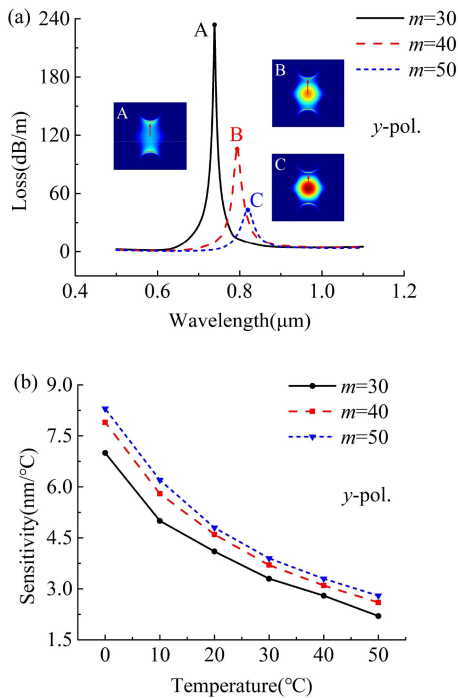 (a)
240
180
120
60
0
Loss(dB/m)
0.4 0.6 0.8 1.0 1.2
Wavelength(μm)
m=30
m=40
m=50
y-pol.
A
B
C
A
B
C
(b)
9.0
7.5
6.0
4.5
3.0
1.5
Sensitivity(nm/°C)
0 10 20 30 40 50
Temperature(°C)
m=30
m=40
m=50
y-pol.